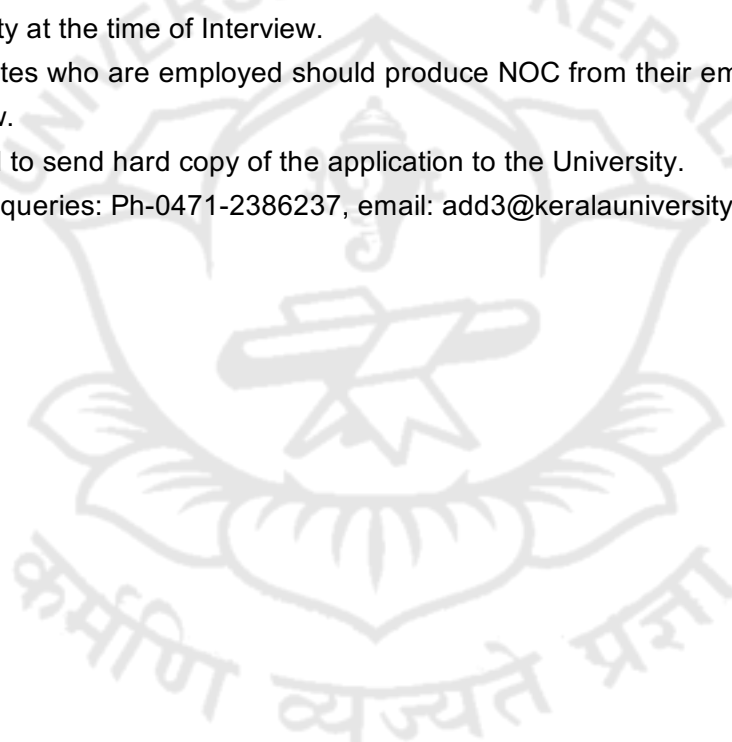 ty at the time of Interview.
tes who are employed should produce NOC from their em
v.
to send hard copy of the application to the University.
queries: Ph-0471-2386237, email: add3@keralauniversity
कर्मणि व्यज्यते प्रज्ञा